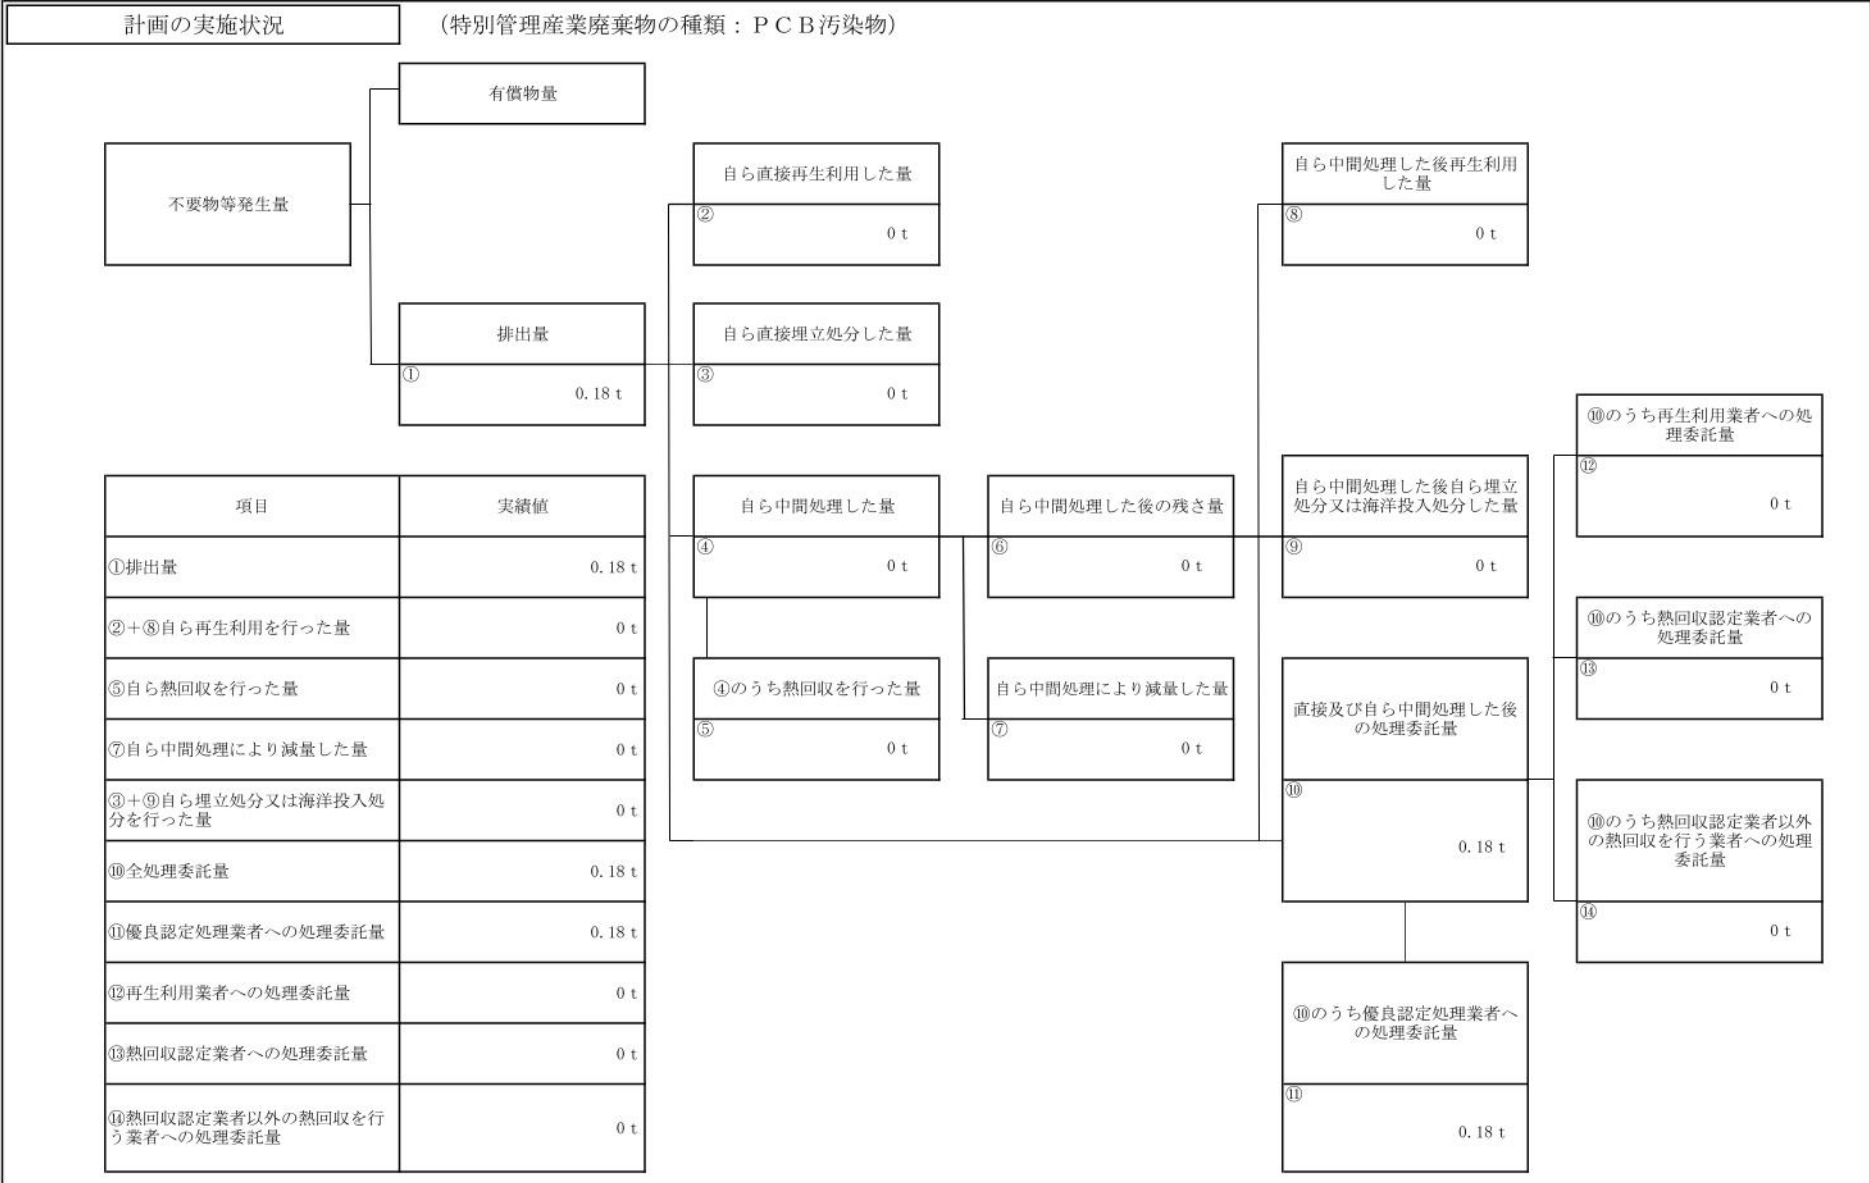 計画の実施状況
（特別管理産業廃棄物の種類：ＰＣＢ汚染物）
有償物量
不要物等発生量
自ら直接再生利用した量
②
0 t
自ら中間処理した後再生利用
した量
⑧
0 t
排出量
①
0.18 t
自ら直接埋立処分した量
③
0 t
⑩のうち再生利用業者への処
理委託量
⑫
0 t
自ら中間処理した量
④
0 t
自ら中間処理した後の残さ量
⑥
0 t
自ら中間処理した後自ら埋立
処分又は海洋投入処分した量
⑨
0 t
⑩のうち熱回収認定業者への
処理委託量
⑬
0 t
④のうち熱回収を行った量
⑤
0 t
自ら中間処理により減量した量
⑦
0 t
直接及び自ら中間処理した後
の処理委託量
⑩
0.18 t
⑩のうち熱回収認定業者以外
の熱回収を行う業者への処理
委託量
⑭
0 t
⑩のうち優良認定処理業者へ
の処理委託量
⑪
0.18 t
項目 実績値
①排出量 0.18 t
②＋⑧自ら再生利用を行った量 0 t
⑤自ら熱回収を行った量 0 t
⑦自ら中間処理により減量した量 0 t
③＋⑨自ら埋立処分又は海洋投入処
分を行った量 0 t
⑩全処理委託量 0.18 t
⑪優良認定処理業者への処理委託量 0.18 t
⑫再生利用業者への処理委託量 0 t
⑬熱回収認定業者への処理委託量 0 t
⑭熱回収認定業者以外の熱回収を行
う業者への処理委託量 0 t